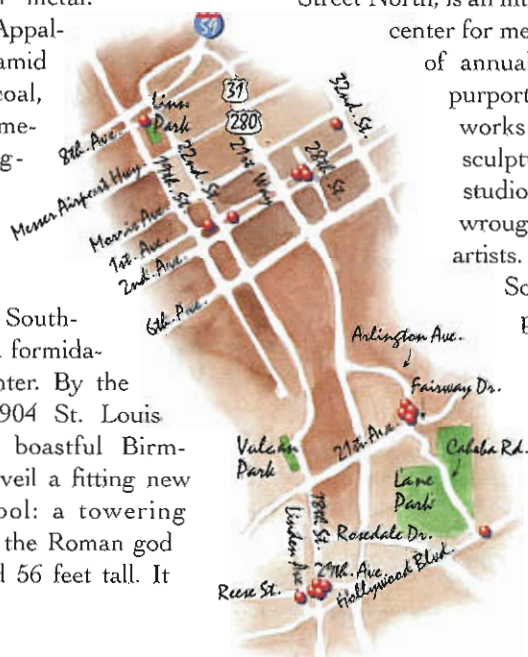 metal.
Appal-
amid
coal,
me-
g-
South-
formida-
nter. By the
904 St. Louis
boastful Birm-
veil a fitting new
ool: a towering
the Roman god
d 56 feet tall. It
Street North, is an
center for me
of annual
purport
works
sculptu
studio
wroug
artists.
So
p
59
31
280
Linn
Park
32nd. St.
8th. Ave.
19th. St.
22nd. St.
21st Way
28th St.
Messer Airport Hwy.
Morris Ave.
1st. Ave.
2nd. Ave.
6th. Ave.
Arlington Ave.
Fairway Dr.
21st. Ave.
Cahaba Rd.
Vulcan
Park
Lane
Park
18th. St.
Linden Ave
Rosedale Dr.
29th. Ave.
Hollywood Blvd.
Reese St.